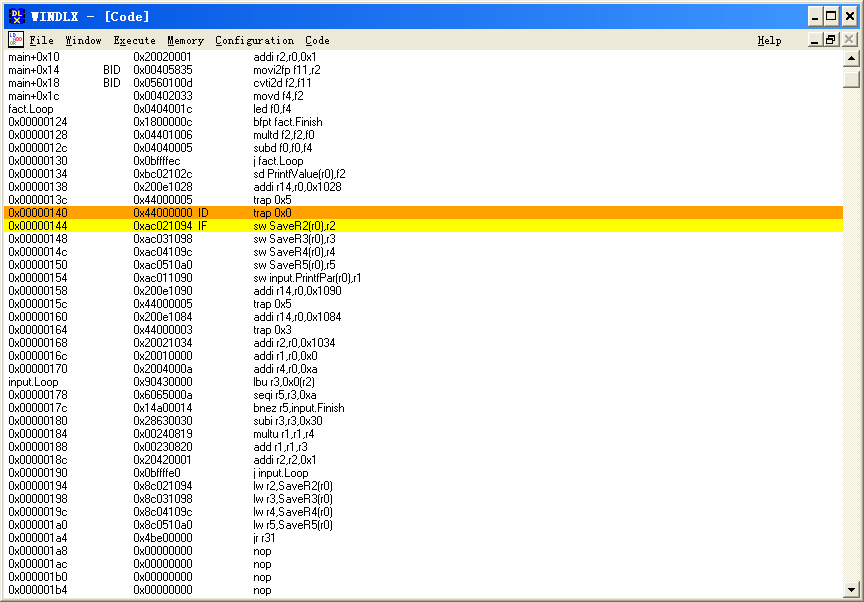 DLX WINDLX - [Code]
File Window Execute Memory Configuration Code Help
main+0x10 0x20020001 addi r2,r0,0x1
main+0x14 BID 0x00405835 movi2fp f11,r2
main+0x18 BID 0x0560100d cvti2d f2,f11
main+0x1c 0x00402033 movd f4,f2
fact.Loop 0x0404001c led f0,f4
0x00000124 0x1800000c bfpt fact.Finish
0x00000128 0x04401006 multd f2,f2,f0
0x0000012c 0x04040005 subd f0,f0,f4
0x00000130 0x0bffffec j fact.Loop
0x00000134 0xbc02102c sd PrintfValue(r0),f2
0x00000138 0x200e1028 addi r14,r0,0x1028
0x0000013c 0x44000005 trap 0x5
0x00000140 0x44000000 ID trap 0x0
0x00000144 0xac021094 IF sw SaveR2(r0),r2
0x00000148 0xac031098 sw SaveR3(r0),r3
0x0000014c 0xac04109c sw SaveR4(r0),r4
0x00000150 0xac0510a0 sw SaveR5(r0),r5
0x00000154 0xac011090 sw input.PrintfPar(r0),r1
0x00000158 0x200e1090 addi r14,r0,0x1090
0x0000015c 0x44000005 trap 0x5
0x00000160 0x200e1084 addi r14,r0,0x1084
0x00000164 0x44000003 trap 0x3
0x00000168 0x20021034 addi r2,r0,0x1034
0x0000016c 0x20010000 addi r1,r0,0x0
0x00000170 0x2004000a addi r4,r0,0xa
input.Loop 0x90430000 lbu r3,0x0(r2)
0x00000178 0x6065000a seqi r5,r3,0xa
0x0000017c 0x14a00014 bnez r5,input.Finish
0x00000180 0x28630030 subi r3,r3,0x30
0x00000184 0x00240819 multu r1,r1,r4
0x00000188 0x00230820 add r1,r1,r3
0x0000018c 0x20420001 addi r2,r2,0x1
0x00000190 0x0bffffe0 j input.Loop
0x00000194 0x8c021094 lw r2,SaveR2(r0)
0x00000198 0x8c031098 lw r3,SaveR3(r0)
0x0000019c 0x8c04109c lw r4,SaveR4(r0)
0x000001a0 0x8c0510a0 lw r5,SaveR5(r0)
0x000001a4 0x4be00000 jr r31
0x000001a8 0x00000000 nop
0x000001ac 0x00000000 nop
0x000001b0 0x00000000 nop
0x000001b4 0x00000000 nop